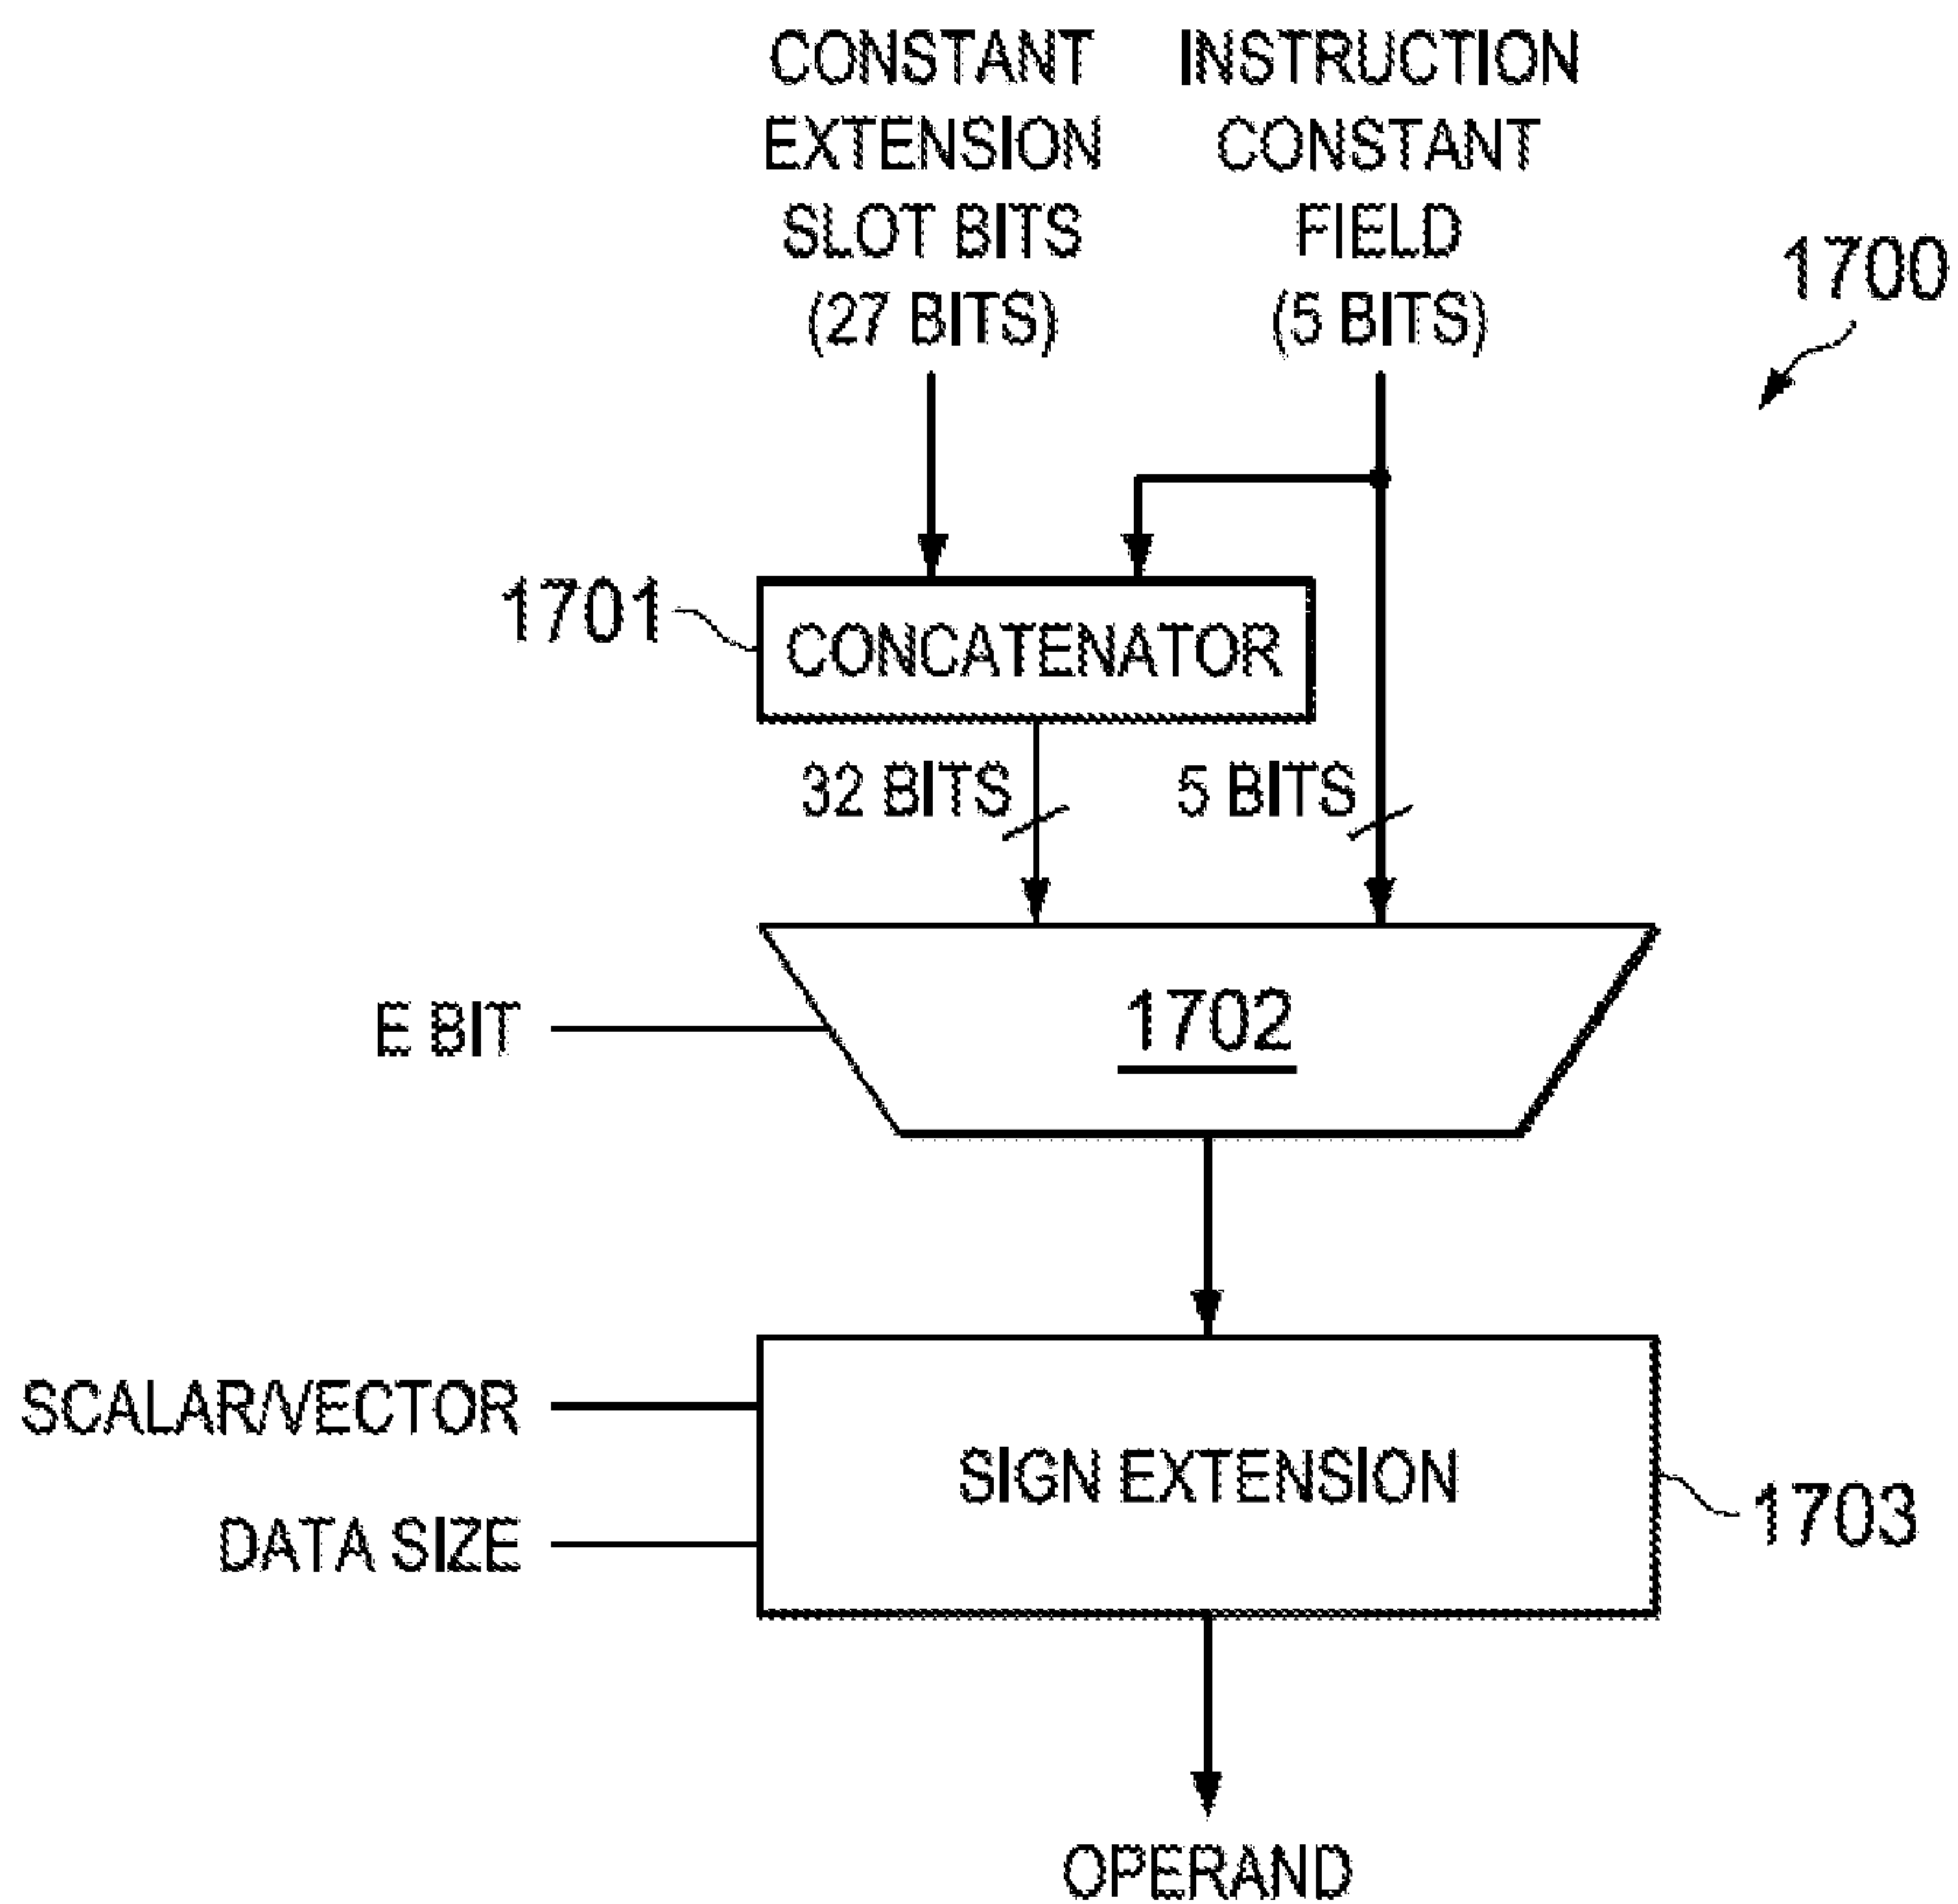 CONSTANT
EXTENSION
SLOT BITS
(27 BITS)
INSTRUCTION
CONSTANT
FIELD
(5 BITS)
1700
1701
CONCATENATOR
32 BITS
5 BITS
E BIT
1702
SCALAR/VECTOR
SIGN EXTENSION
DATA SIZE
1703
OPERAND